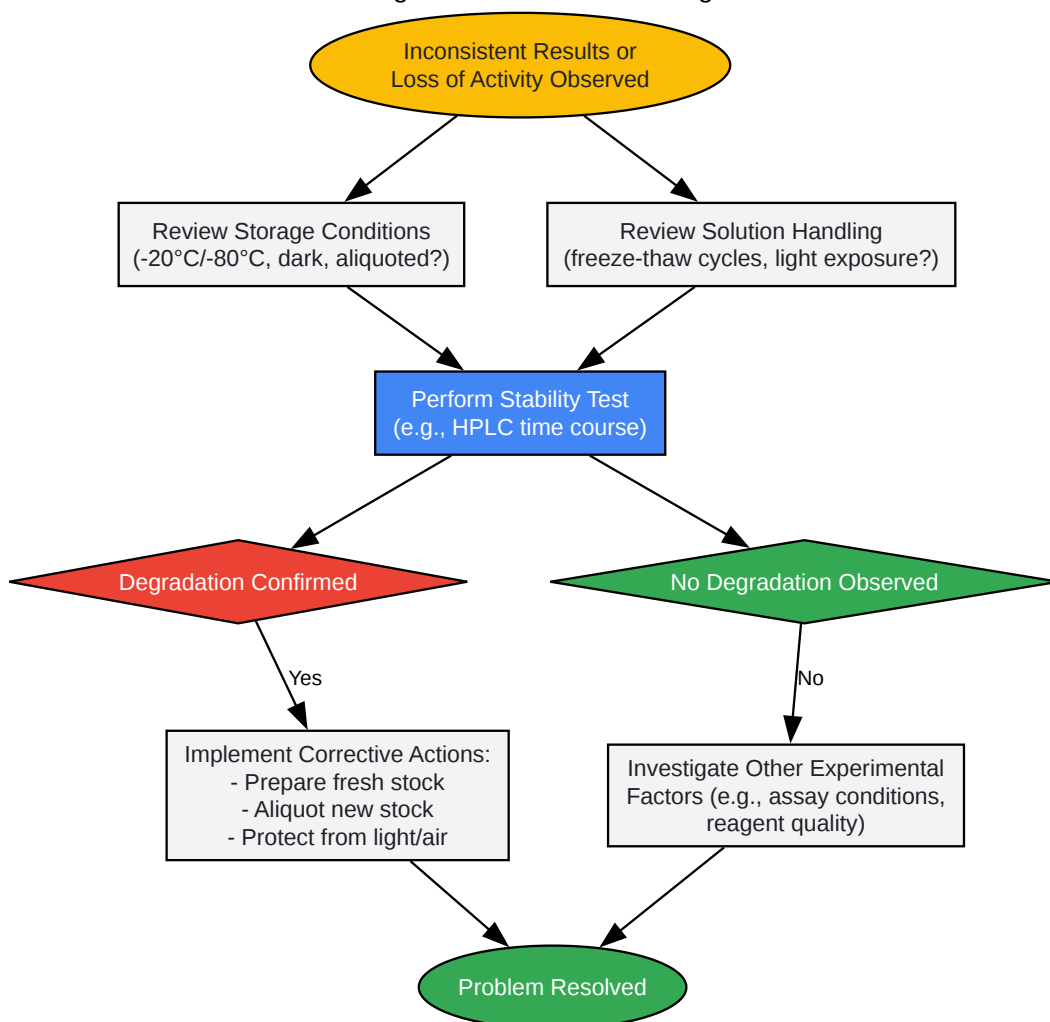 Inconsistent Results or
Loss of Activity Observed
Review Storage Conditions
(-20°C/-80°C, dark, aliquoted?)
Review Solution Handling
(freeze-thaw cycles, light exposure?)
Perform Stability Test
(e.g., HPLC time course)
Degradation Confirmed
No Degradation Observed
Yes
No
Implement Corrective Actions:
- Prepare fresh stock
- Aliquot new stock
- Protect from light/air
Investigate Other Experimental
Factors (e.g., assay conditions,
reagent quality)
Problem Resolved